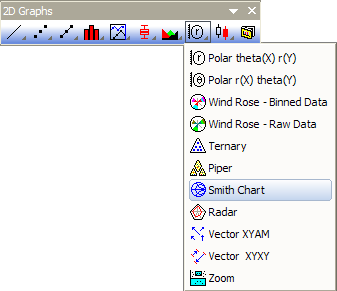 2D Graphs
Polar theta(X) r(Y)
Polar r(X) theta(Y)
Wind Rose - Binned Data
Wind Rose - Raw Data
Ternary
Piper
Smith Chart
Radar
Vector XYAM
Vector XYXY
Zoom